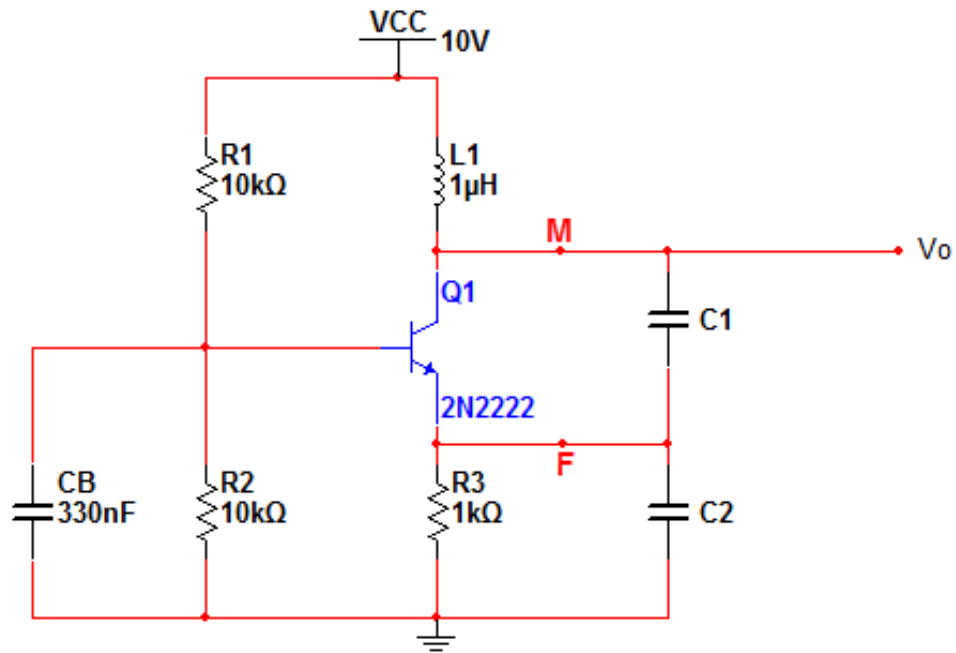 VCC
10V
R1
10kΩ
L1
1µH
M
Vo
Q1
C1
2N2222
F
CB
330nF
R2
10kΩ
R3
1kΩ
C2